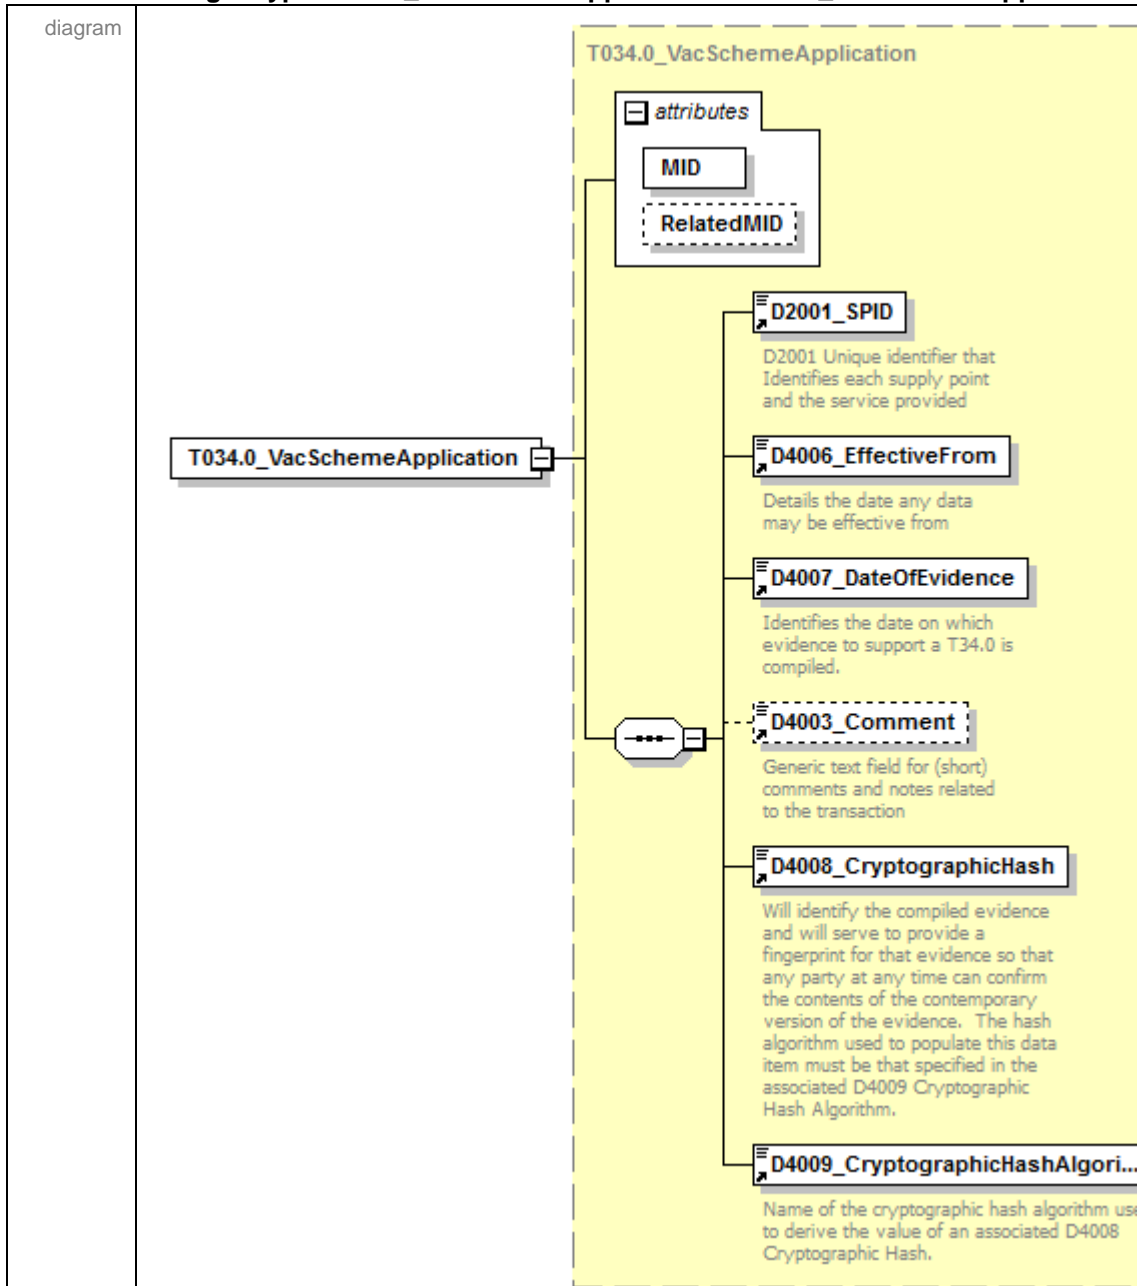 diagram
T034.0_VacSchemeApplication
attributes
MID
RelatedMID
D2001_SPID
D2001 Unique identifier that
Identifies each supply point
and the service provided
T034.0_VacSchemeApplication
D4006_EffectiveFrom
Details the date any data
may be effective from
D4007_DateOfEvidence
Identifies the date on which
evidence to support a T34.0 is
compiled.
D4003_Comment
Generic text field for (short)
comments and notes related
to the transaction
D4008_CryptographicHash
Will identify the compiled evidence
and will serve to provide a
fingerprint for that evidence so that
any party at any time can confirm
the contents of the contemporary
version of the evidence. The hash
algorithm used to populate this data
item must be that specified in the
associated D4009 Cryptographic
Hash Algorithm.
D4009_CryptographicHashAlgori...
Name of the cryptographic hash algorithm use
to derive the value of an associated D4008
Cryptographic Hash.